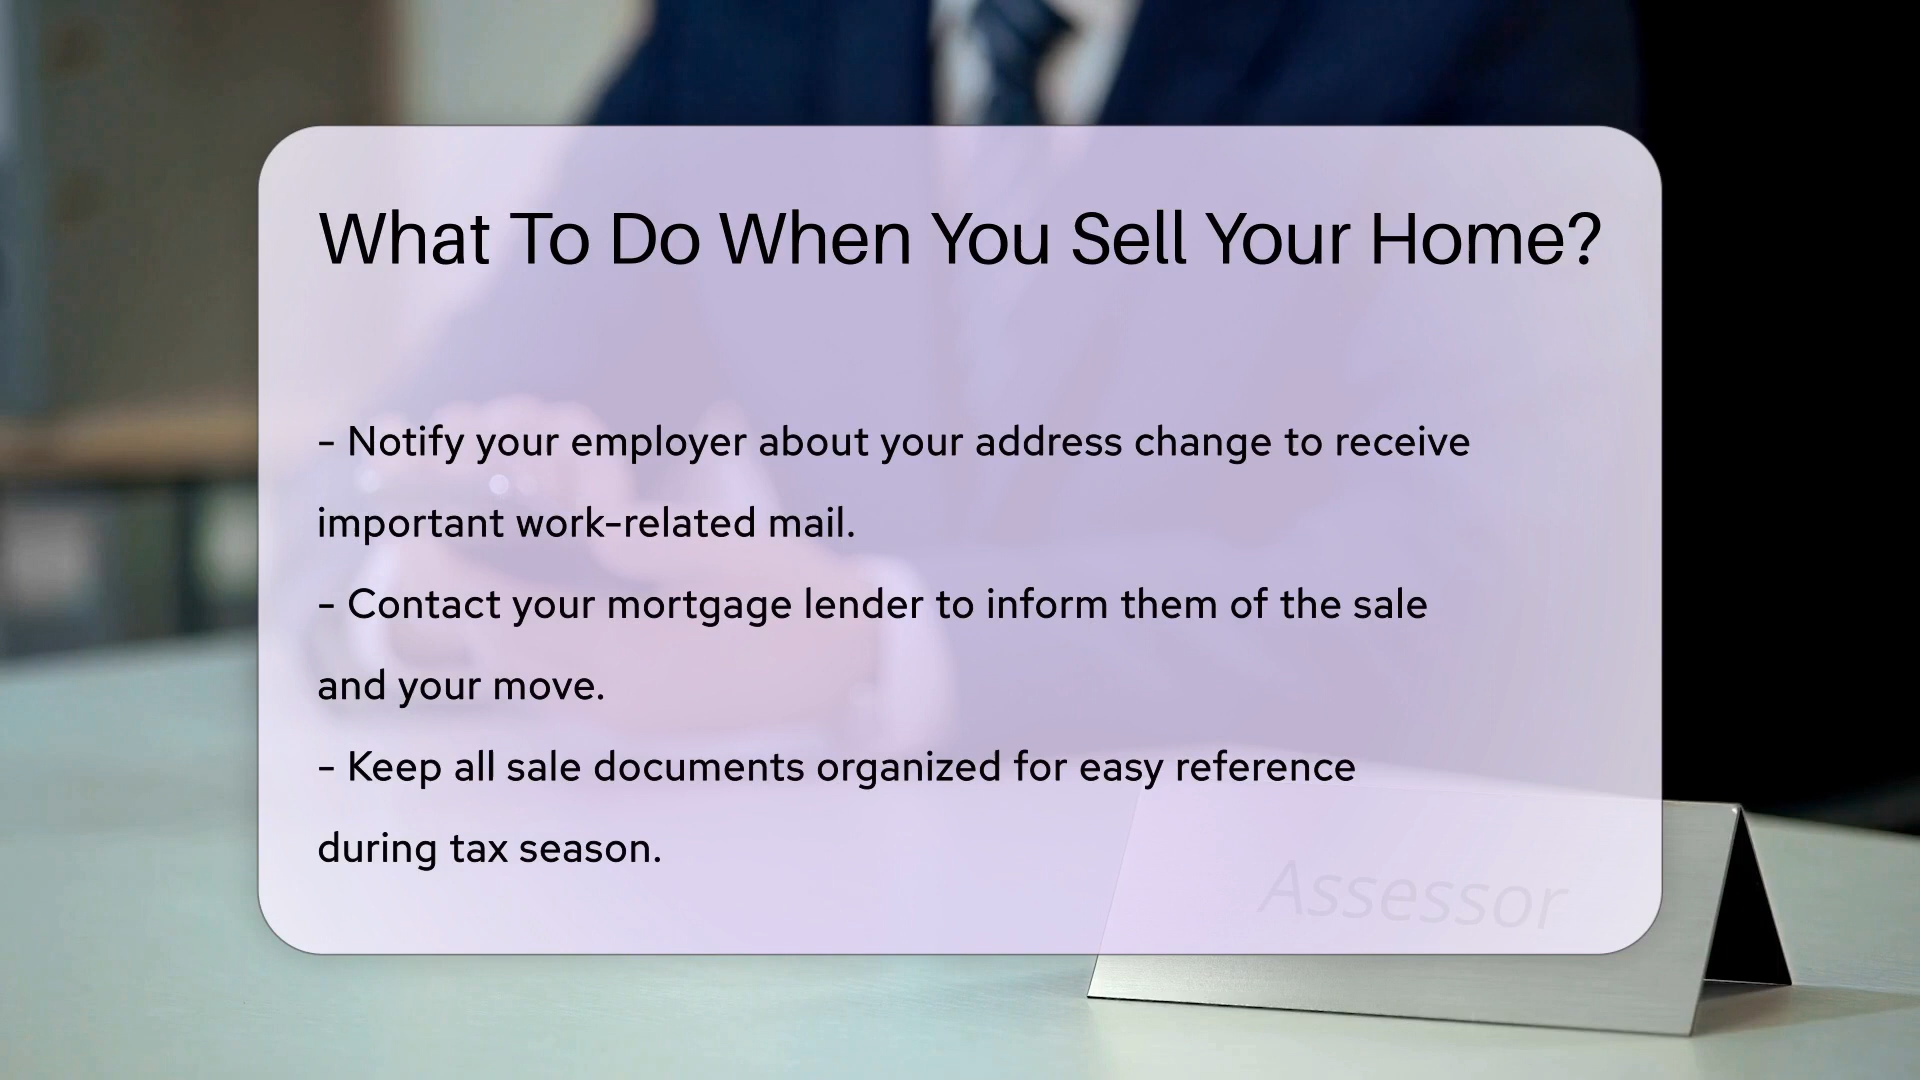 What To Do When You Sell Your Home?
- Notify your employer about your address change to receive
important work-related mail.
- Contact your mortgage lender to inform them of the sale
and your move.
- Keep all sale documents organized for easy reference
during tax season.
Assessor